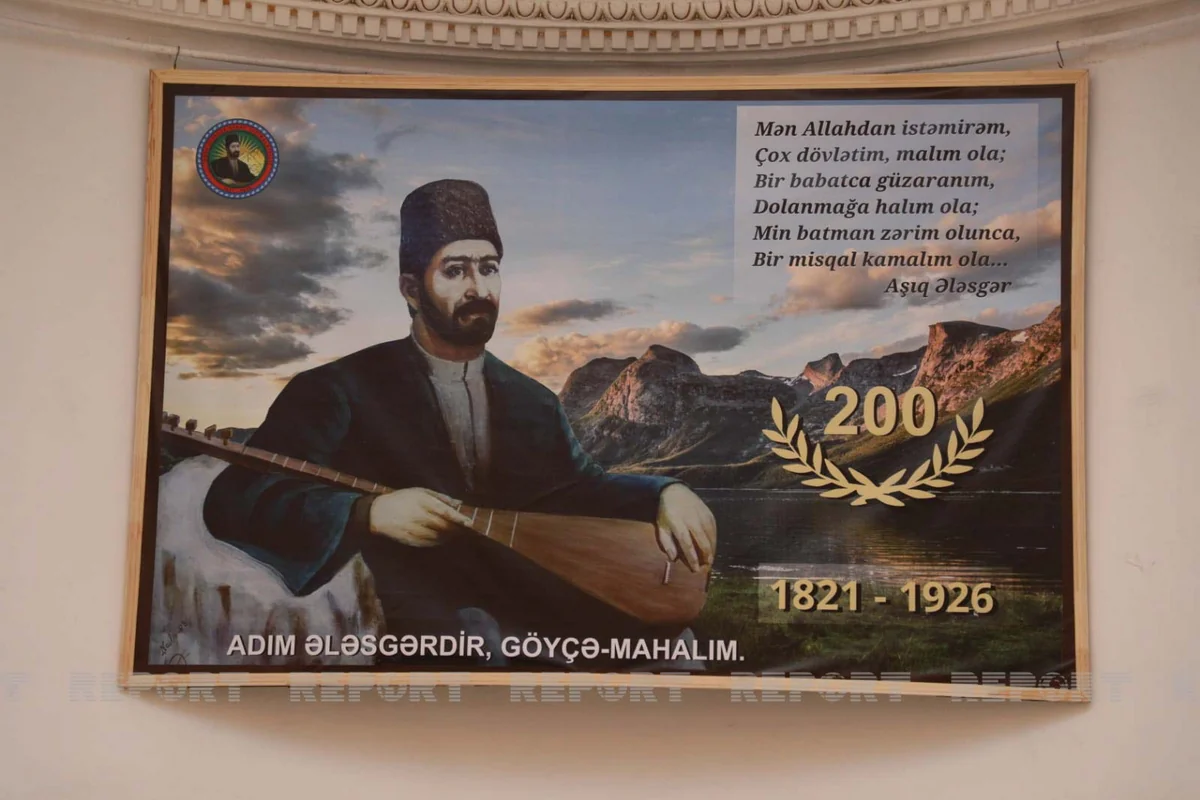 Mən Allahdan istəmirəm,
Çox dövlətim, malım ola;
Bir babatca güzaranım,
Dolanmağa halım ola;
Min batman zərim olunca,
Bir misqal kamalım ola...
Aşıq Ələsgər
200
1821 - 1926
ADIM ƏLƏSGƏRDİR, GÖYÇƏ-MAHALIM.
REPORT REPORT REPORT REPORT REPORT